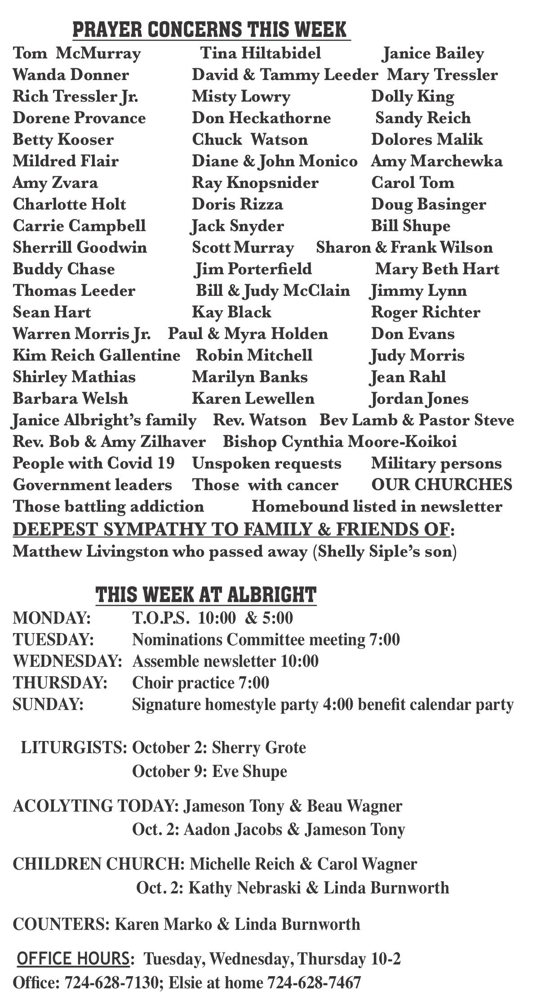 PRAYER CONCERNS THIS WEEK
Tom McMurray Tina Hiltabidel Janice Bailey
Wanda Donner David & Tammy Leeder Mary Tressler
Rich Tressler Jr. Misty Lowry Dolly King
Dorene Provance Don Heckathorne Sandy Reich
Betty Kooser Chuck Watson Dolores Malik
Mildred Flair Diane & John Monico Amy Marchewka
Amy Zvara Ray Knopsnider Carol Tom
Charlotte Holt Doris Rizza Doug Basinger
Carrie Campbell Jack Snyder Bill Shupe
Sherrill Goodwin Scott Murray Sharon & Frank Wilson
Buddy Chase Jim Porterfield Mary Beth Hart
Thomas Leeder Bill & Judy McClain Jimmy Lynn
Sean Hart Kay Black Roger Richter
Warren Morris Jr. Paul & Myra Holden Don Evans
Kim Reich Gallentine Robin Mitchell Judy Morris
Shirley Mathias Marilyn Banks Jean Rahl
Barbara Welsh Karen Lewellen Jordan Jones
Janice Albright’s family Rev. Watson Bev Lamb & Pastor Steve
Rev. Bob & Amy Zilhaver Bishop Cynthia Moore-Koikoi
People with Covid 19 Unspoken requests Military persons
Government leaders Those with cancer OUR CHURCHES
Those battling addiction Homebound listed in newsletter
DEEPEST SYMPATHY TO FAMILY & FRIENDS OF:
Matthew Livingston who passed away (Shelly Siple’s son)
THIS WEEK AT ALBRIGHT
MONDAY: T.O.P.S. 10:00 & 5:00
TUESDAY: Nominations Committee meeting 7:00
WEDNESDAY: Assemble newsletter 10:00
THURSDAY: Choir practice 7:00
SUNDAY: Signature homestyle party 4:00 benefit calendar party
LITURGISTS: October 2: Sherry Grote
October 9: Eve Shupe
ACOLYTING TODAY: Jameson Tony & Beau Wagner
Oct. 2: Aadon Jacobs & Jameson Tony
CHILDREN CHURCH: Michelle Reich & Carol Wagner
Oct. 2: Kathy Nebraski & Linda Burnworth
COUNTERS: Karen Marko & Linda Burnworth
OFFICE HOURS: Tuesday, Wednesday, Thursday 10-2
Office: 724-628-7130; Elsie at home 724-628-7467